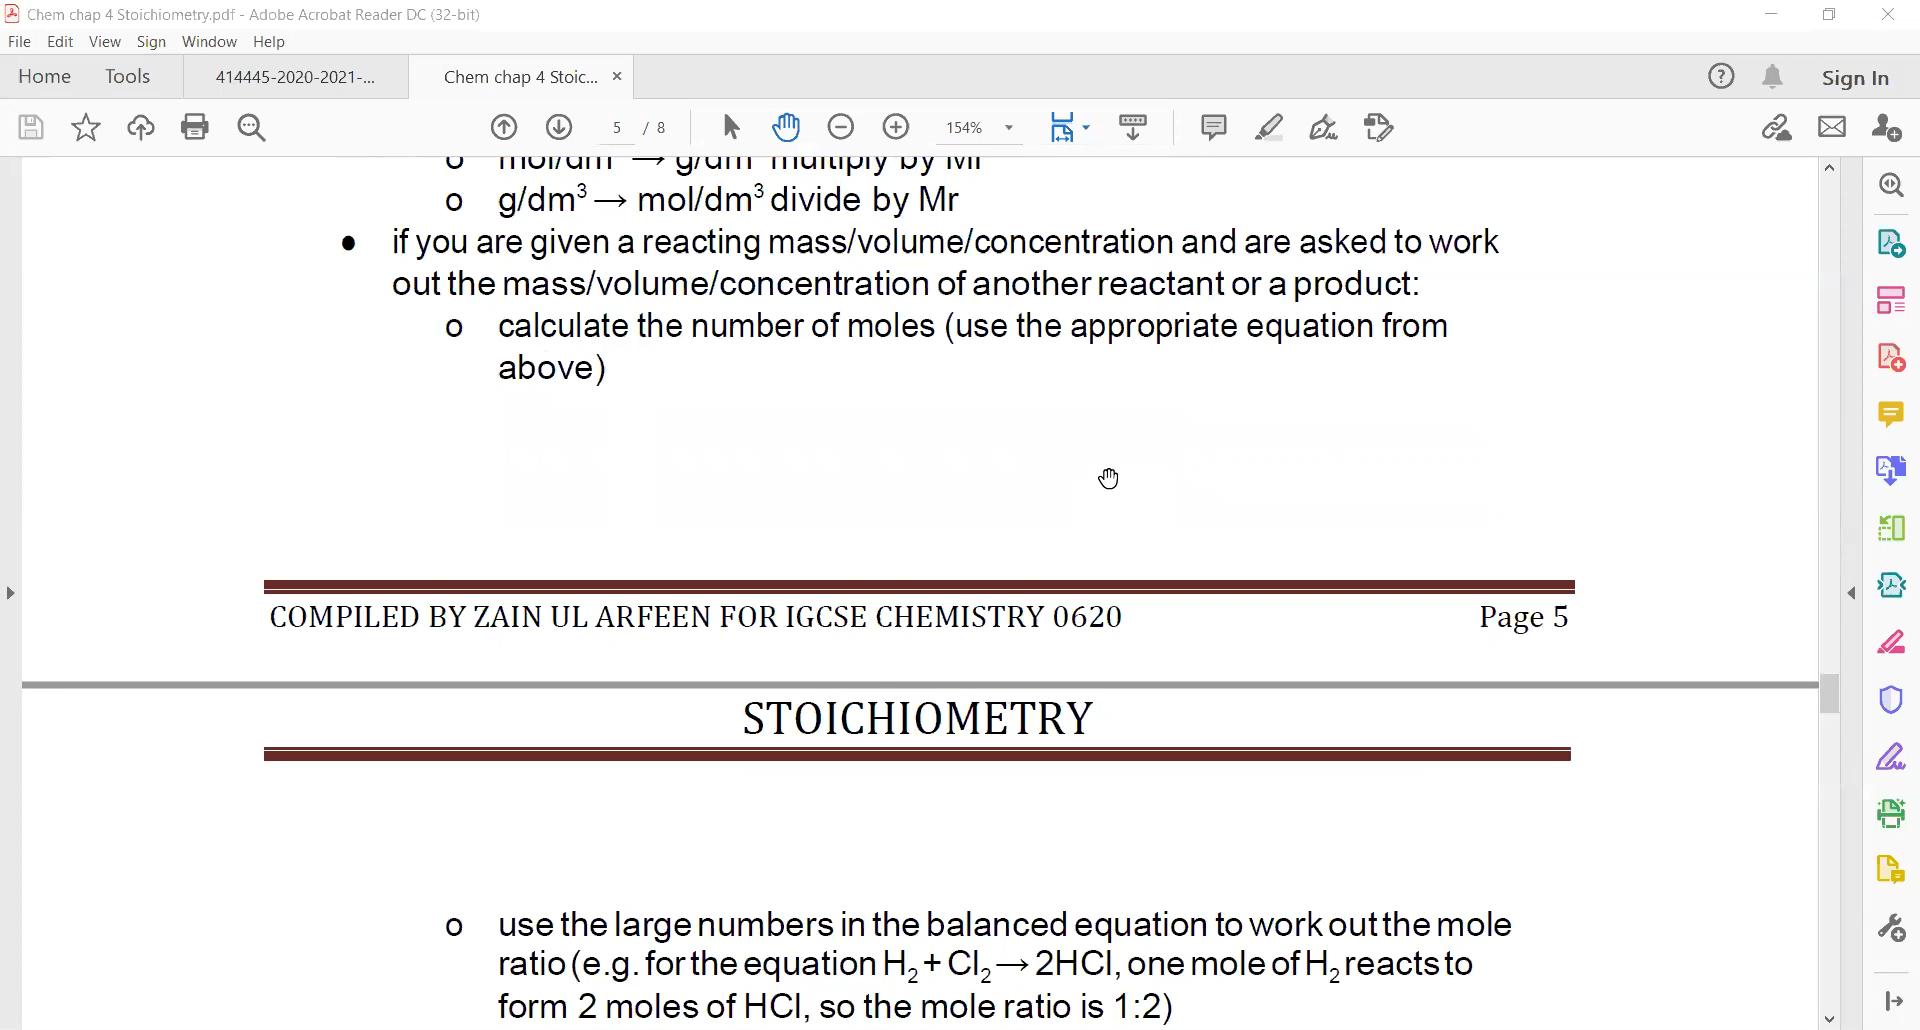 Chem chap 4 Stoichiometry.pdf - Adobe Acrobat Reader DC (32-bit)
File Edit View Sign Window Help
Home Tools 414445-2020-2021-... Chem chap 4 Stoic... × Sign In
5 / 8 154%
o mol/dm³ → g/dm³ multiply by Mr
o g/dm³ → mol/dm³ divide by Mr
● if you are given a reacting mass/volume/concentration and are asked to work
out the mass/volume/concentration of another reactant or a product:
o calculate the number of moles (use the appropriate equation from
above)
COMPILED BY ZAIN UL ARFEEN FOR IGCSE CHEMISTRY 0620 Page 5
STOICHIOMETRY
o use the large numbers in the balanced equation to work out the mole
ratio (e.g. for the equation H₂ + Cl₂ → 2HCl, one mole of H₂ reacts to
form 2 moles of HCl, so the mole ratio is 1:2)